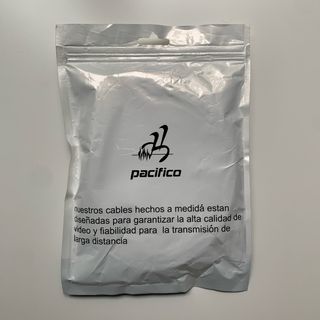 pacifico
nuestros cables hechos a medidá estan
diseñadas para garantizar la alta calidad de
video y fiabilidad para la transmisión de
larga distancia